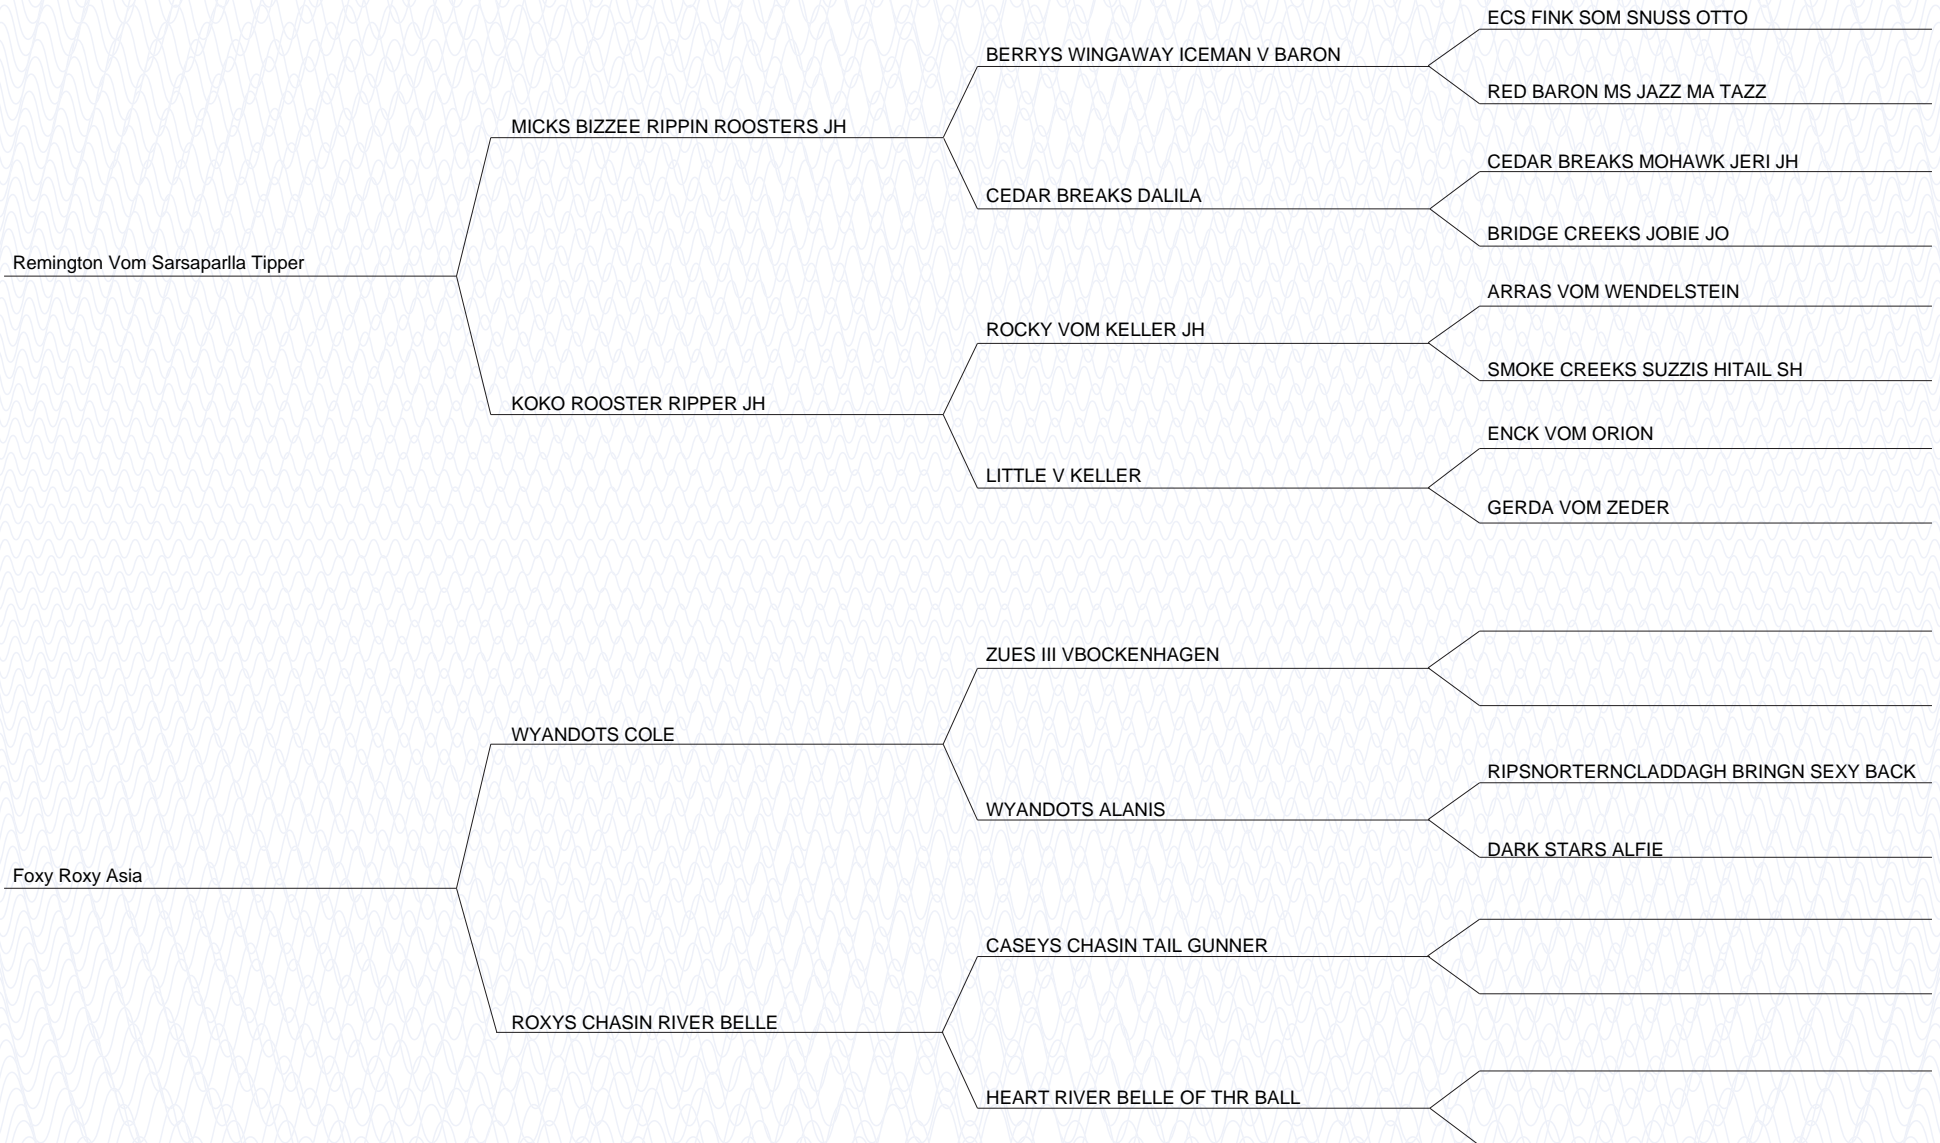 ECS FINK SOM SNUSS OTTO
BERRYS WINGAWAY ICEMAN V BARON
RED BARON MS JAZZ MA TAZZ
MICKS BIZZEE RIPPIN ROOSTERS JH
CEDAR BREAKS MOHAWK JERI JH
CEDAR BREAKS DALILA
BRIDGE CREEKS JOBIE JO
Remington Vom Sarsaparlla Tipper
ARRAS VOM WENDELSTEIN
ROCKY VOM KELLER JH
SMOKE CREEKS SUZZIS HITAIL SH
KOKO ROOSTER RIPPER JH
ENCK VOM ORION
LITTLE V KELLER
GERDA VOM ZEDER
ZUES III VBOCKENHAGEN
WYANDOTS COLE
RIPSNORTERNCLADDAGH BRINGN SEXY BACK
WYANDOTS ALANIS
DARK STARS ALFIE
Foxy Roxy Asia
CASEYS CHASIN TAIL GUNNER
ROXYS CHASIN RIVER BELLE
HEART RIVER BELLE OF THR BALL